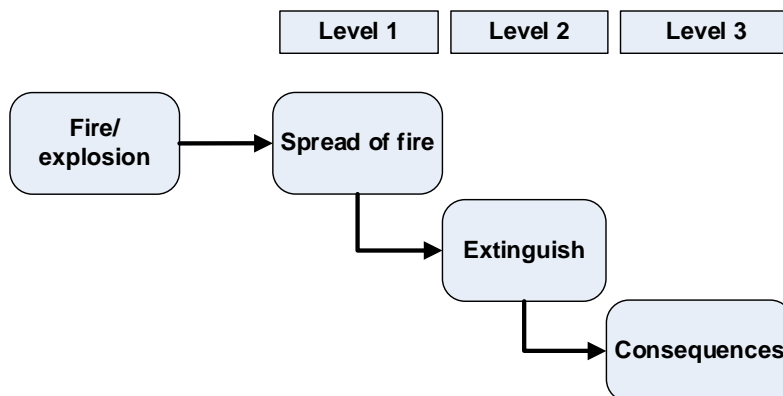 Level 1
Level 2
Level 3
Fire/
explosion
Spread of fire
Extinguish
Consequences